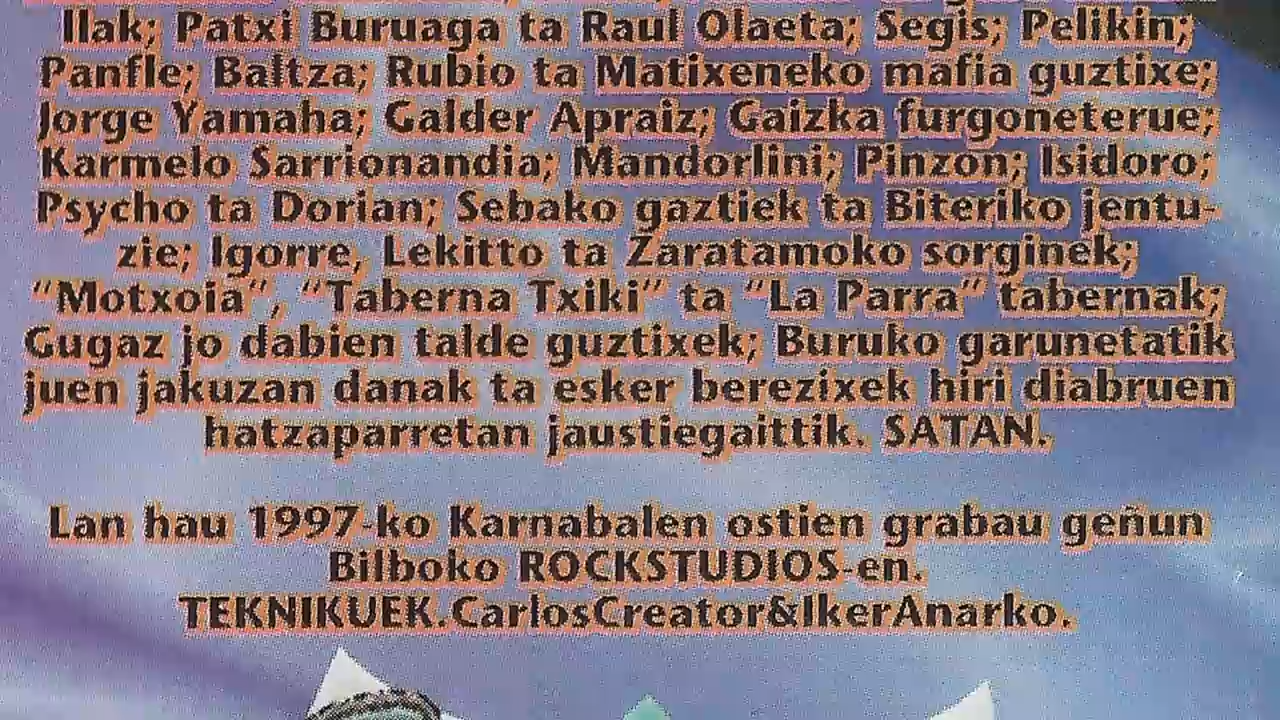 llak; Patxi Buruaga ta Raul Olaeta; Segis; Pelikin;
Panfle; Baltza; Rubio ta Matixeneko mafia guztixe;
Jorge Yamaha; Galder Apraiz; Gaizka furgoneterue;
Karmelo Sarrionandia; Mandorlini; Pinzon; Isidoro;
Psycho ta Dorian; Sebako gaztiek ta Biteriko jentu-
zie; Igorre, Lekitto ta Zaratamoko sorginek;
"Motxoia", "Taberna Txiki" ta "La Parra" tabernak;
Gugaz jo dabien talde guztixek; Buruko garunetatik
juen jakuzan danak ta esker berezixek hiri diabruen
hatzaparretan jaustiegaittik. SATAN.
Lan hau 1997-ko Karnabalen ostien grabau geñun
Bilboko ROCKSTUDIOS-en.
TEKNIKUEK.CarlosCreator&IkerAnarko.